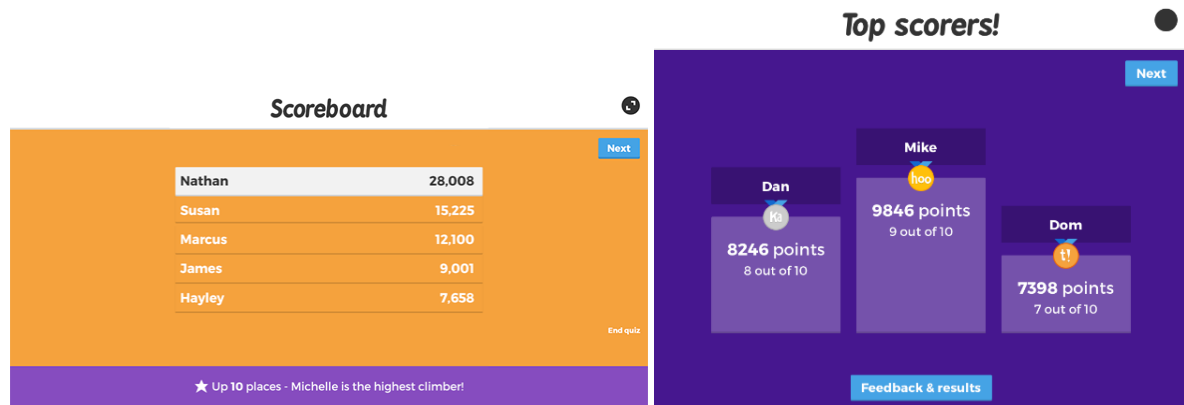 Scoreboard
Next
Nathan 28,008
Susan 15,225
Marcus 12,100
James 9,001
Hayley 7,658
End quiz
Up 10 places - Michelle is the highest climber!
Top scorers!
Next
Mike
hoo
9846 points
9 out of 10
Dan
Ka
8246 points
8 out of 10
Dom
t!
7398 points
7 out of 10
Feedback & results